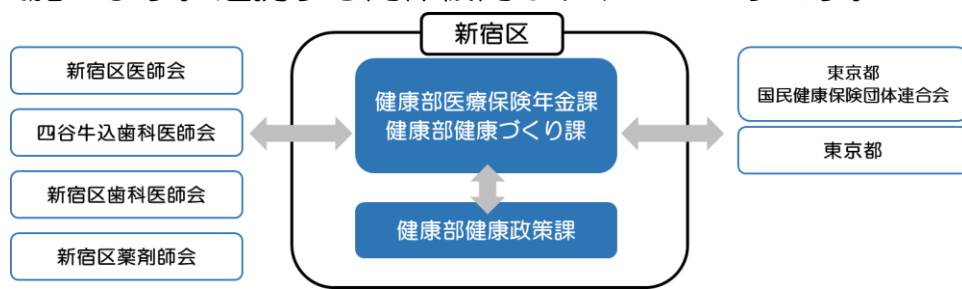 新宿区
新宿区医師会
四谷牛込歯科医師会
新宿区歯科医師会
新宿区薬剤師会
健康部医療保険年金課
健康部健康づくり課
健康部健康政策課
東京都
国民健康保険団体連合会
東京都